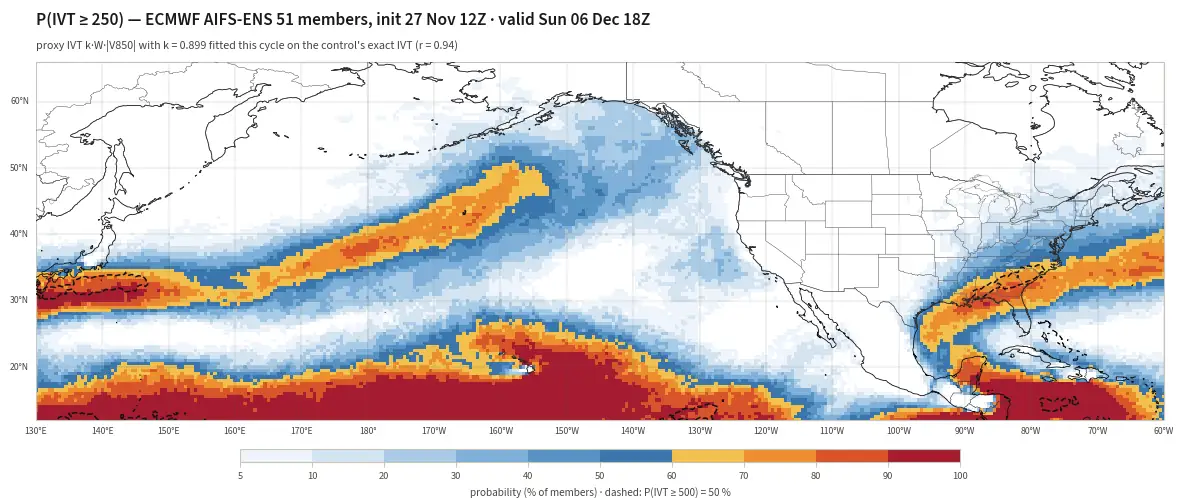 P(IVT ≥ 250) — ECMWF AIFS-ENS 51 members, init 27 Nov 12Z · valid Sun 06 Dec 18Z
proxy IVT k·W·|V850| with k = 0.899 fitted this cycle on the control's exact IVT (r = 0.94)
60°N
50°N
40°N
30°N
20°N
130°E 140°E 150°E 160°E 170°E 180° 170°W 160°W 150°W 140°W 130°W 120°W 110°W 100°W 90°W 80°W 70°W 60°W
5 10 20 30 40 50 60 70 80 90 100
probability (% of members) · dashed: P(IVT ≥ 500) = 50 %